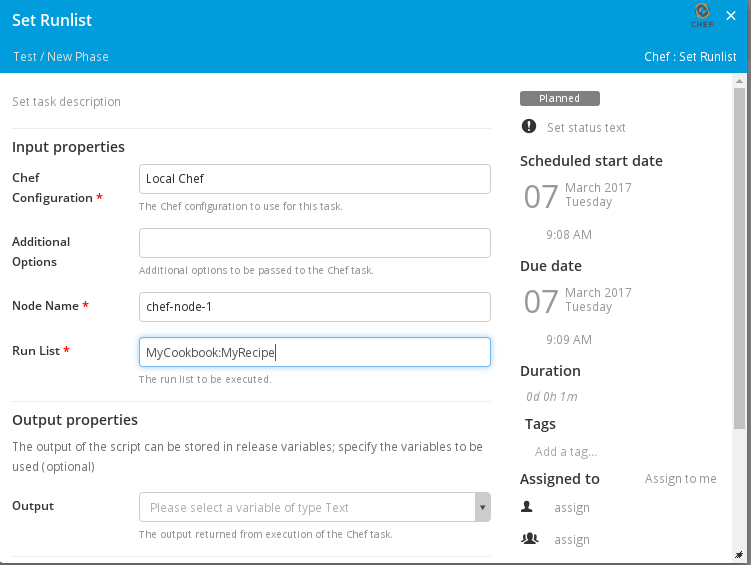 Set Runlist
CHEF
Test / New Phase
Chef : Set Runlist
Set task description
Input properties
Chef
Configuration *
Local Chef
The Chef configuration to use for this task.
Additional
Options
Additional options to be passed to the Chef task.
Node Name *
chef-node-1
Run List *
MyCookbook:MyRecipe
The run list to be executed.
Output properties
The output of the script can be stored in release variables; specify the variables to be
used (optional)
Output
Please select a variable of type Text
The output returned from execution of the Chef task.
Planned
Set status text
Scheduled start date
07
March 2017
Tuesday
9:08 AM
Due date
07
March 2017
Tuesday
9:09 AM
Duration
0d 0h 1m
Tags
Add a tag...
Assigned to
Assign to me
assign
assign